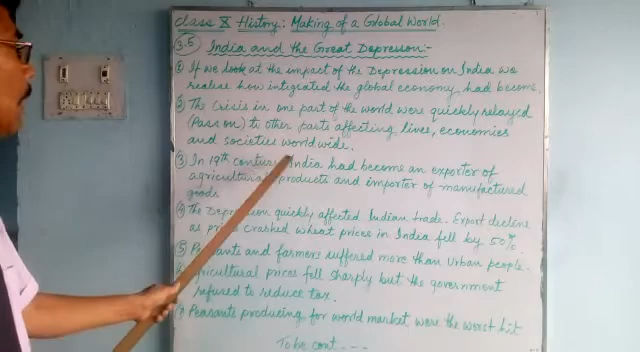 Class X History: Making of a Global World.
3.5 India and the Great Depression:-
① If we look at the impact of the Depression on India we
realise how integrated the global economy had become.
② The Crisis in one part of the world were quickly relayed
(Pass on) to other parts affecting lives, economies
and societies worldwide.
③ In 19th century India had become an exporter of
agricultural products and importer of manufactured
goods
④ The Depression quickly affected Indian trade. Export decline
as prices crashed wheat prices in India fell by 50%.
⑤ Peasants and farmers suffered more than Urban people.
Agricultural prices fell sharply but the government
refused to reduce tax.
⑦ Peasants producing for world market were the worst hit
To be cont ---